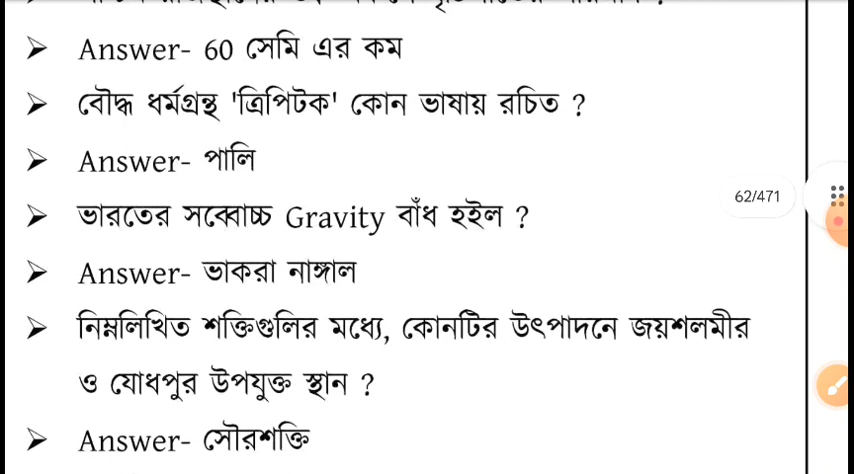 Answer- 60 সেমি এর কম
বৌদ্ধ ধর্মগ্রন্থ 'ত্রিপিটক' কোন ভাষায় রচিত ?
Answer- পালি
62/471
ভারতের সব্বোচ্চ Gravity বাঁধ হইল ?
Answer- ভাকরা নাঙ্গাল
নিম্নলিখিত শক্তিগুলির মধ্যে, কোনটির উৎপাদনে জয়শলমীর
ও যোধপুর উপযুক্ত স্থান ?
Answer- সৌরশক্তি